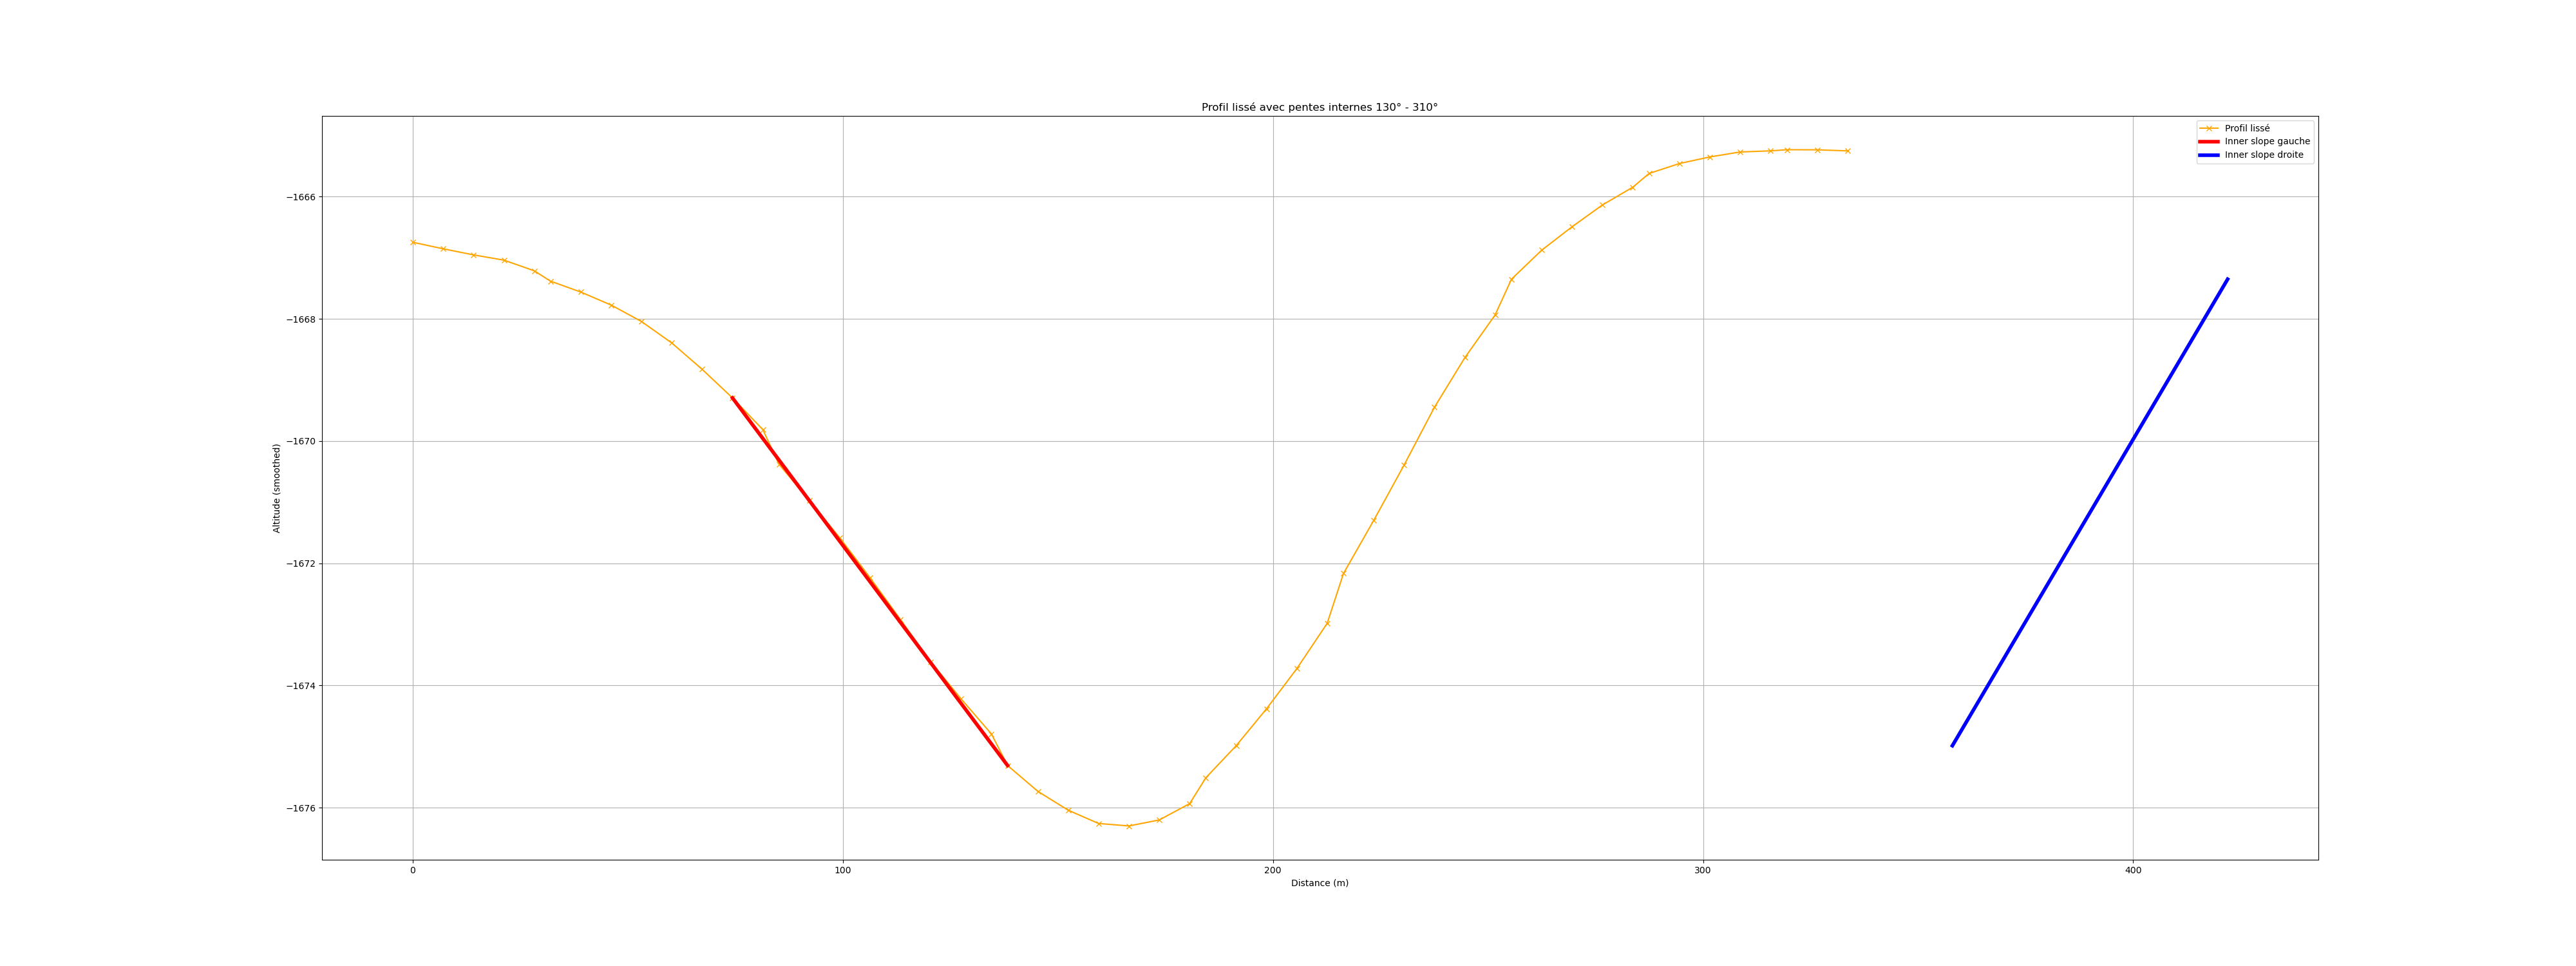 Profil lissé avec pentes internes 130° - 310°
Profil lissé
Inner slope gauche
Inner slope droite
Altitude (smoothed)
−1666
−1668
−1670
−1672
−1674
−1676
0
100
200
300
400
Distance (m)